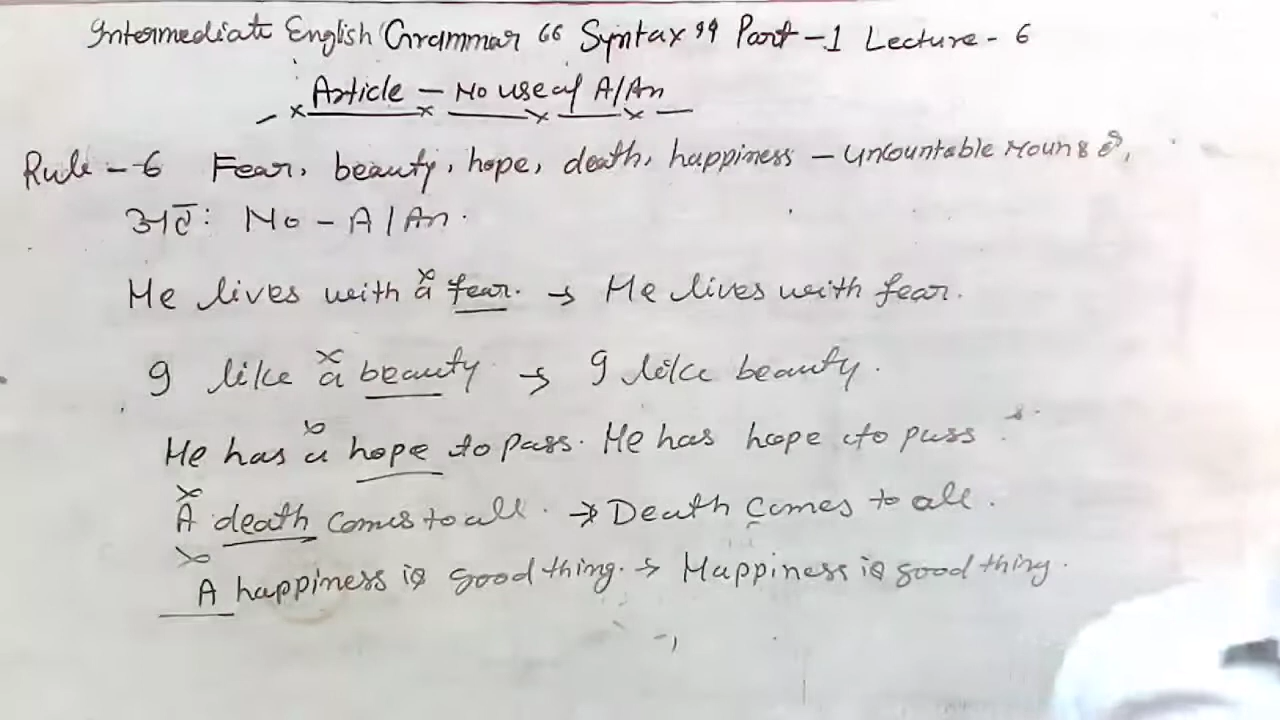 Intermediate English Grammar "Syntax" Part-1 Lecture-6
Article - No use of A/An
Rule-6 Fear, beauty, hope, death, happiness - Uncountable nouns है,
अतः No - A/An.
He lives with a fear. → He lives with fear.
I like a beauty → I like beauty.
He has a hope to pass. He has hope to pass.
A death comes to all. → Death comes to all.
A happiness is good thing. → Happiness is good thing.